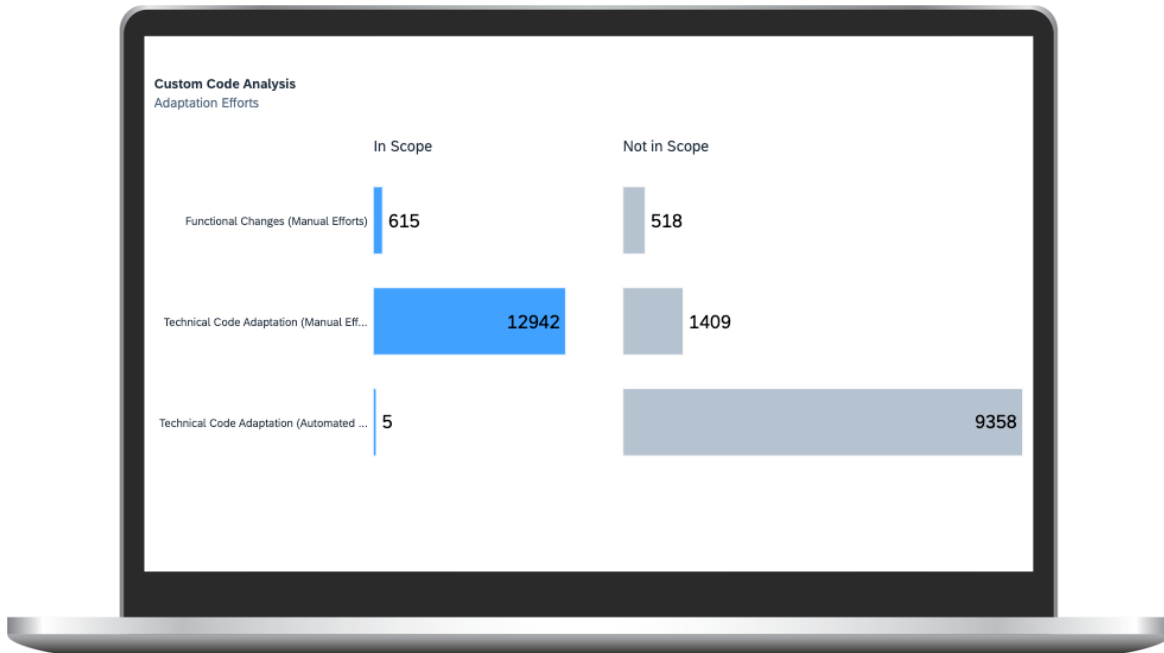 Custom Code Analysis
Adaptation Efforts
In Scope
Not in Scope
Functional Changes (Manual Efforts)
615
518
Technical Code Adaptation (Manual Eff...
12942
1409
Technical Code Adaptation (Automated ...
5
9358